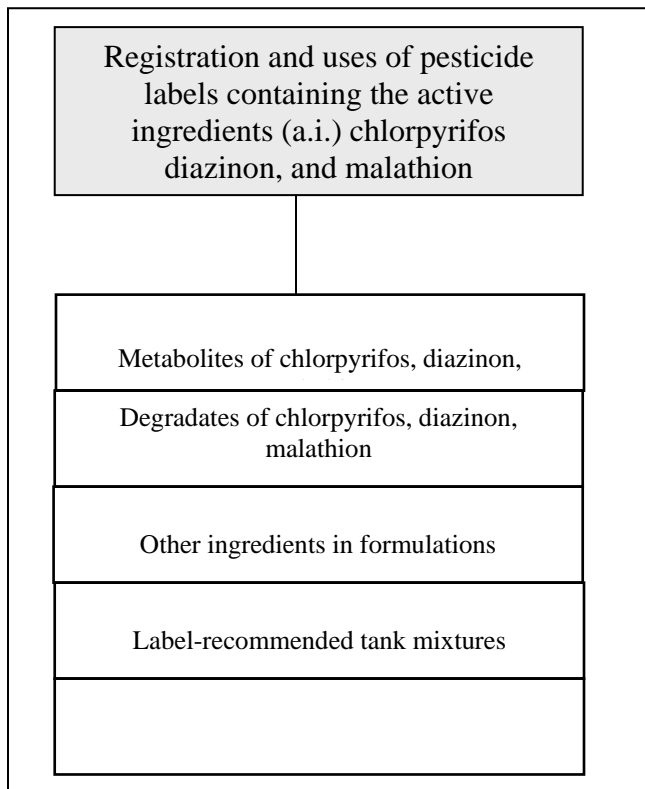 Registration and uses of pesticide
labels containing the active
ingredients (a.i.) chlorpyrifos
diazinon, and malathion
Metabolites of chlorpyrifos, diazinon,
Degradates of chlorpyrifos, diazinon,
malathion
Other ingredients in formulations
Label-recommended tank mixtures